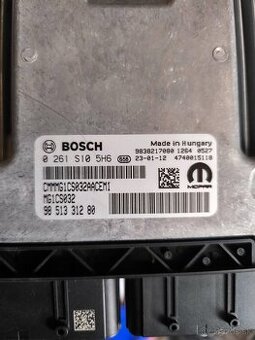 BOSCH
Made in Hungary
0 261 S10 5H6
9838217080 1264 0527
23-01-12 4740015118
CMMMG1CS032AACEMI
MG1CS032
98 513 312 80
MOPAR